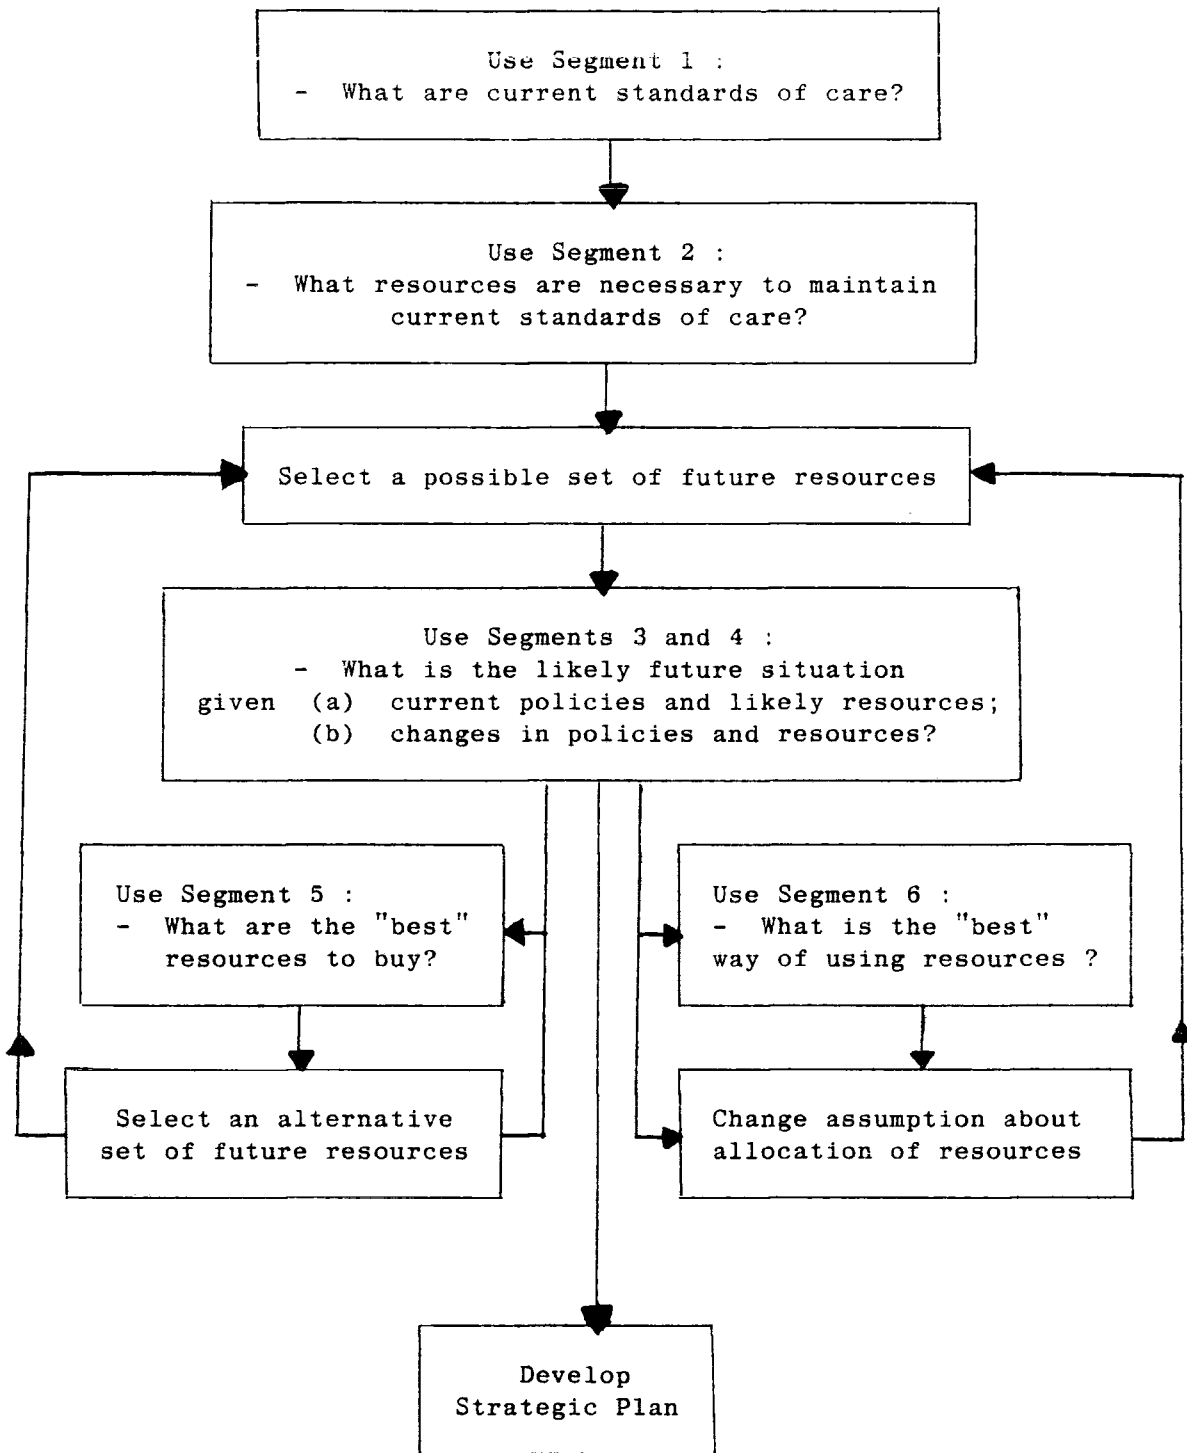 Use Segment 1 :
- What are current standards of care?
Use Segment 2 :
- What resources are necessary to maintain
current standards of care?
Select a possible set of future resources
Use Segments 3 and 4 :
- What is the likely future situation
given (a) current policies and likely resources;
(b) changes in policies and resources?
Use Segment 5 :
- What are the "best"
resources to buy?
Use Segment 6 :
- What is the "best"
way of using resources ?
Select an alternative
set of future resources
Change assumption about
allocation of resources
Develop
Strategic Plan